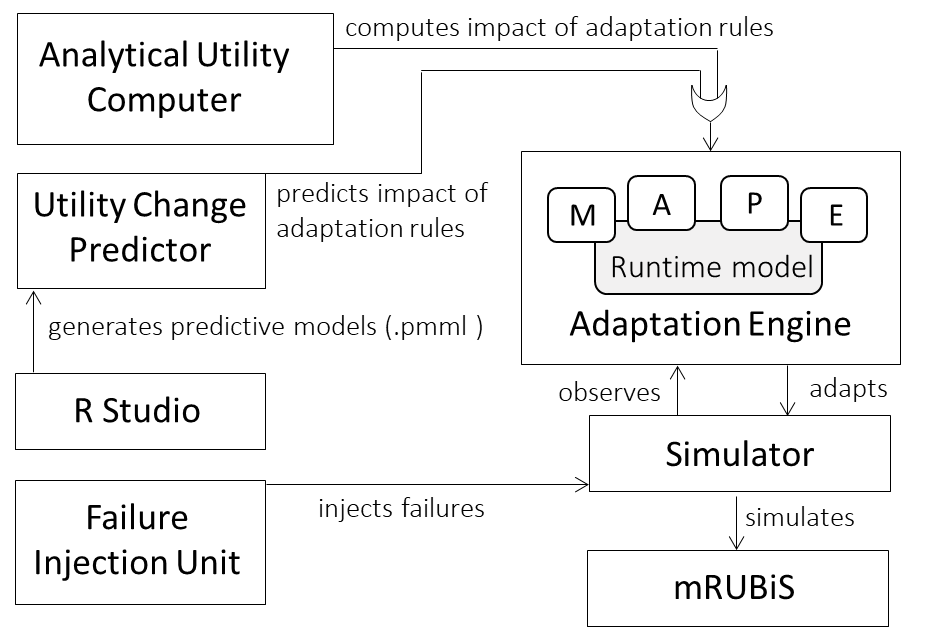 computes impact of adaptation rules
Analytical Utility
Computer
Utility Change
Predictor
predicts impact of
adaptation rules
M
A
P
E
Runtime model
Adaptation Engine
generates predictive models (.pmml )
R Studio
observes
adapts
Simulator
Failure
Injection Unit
injects failures
simulates
mRUBiS